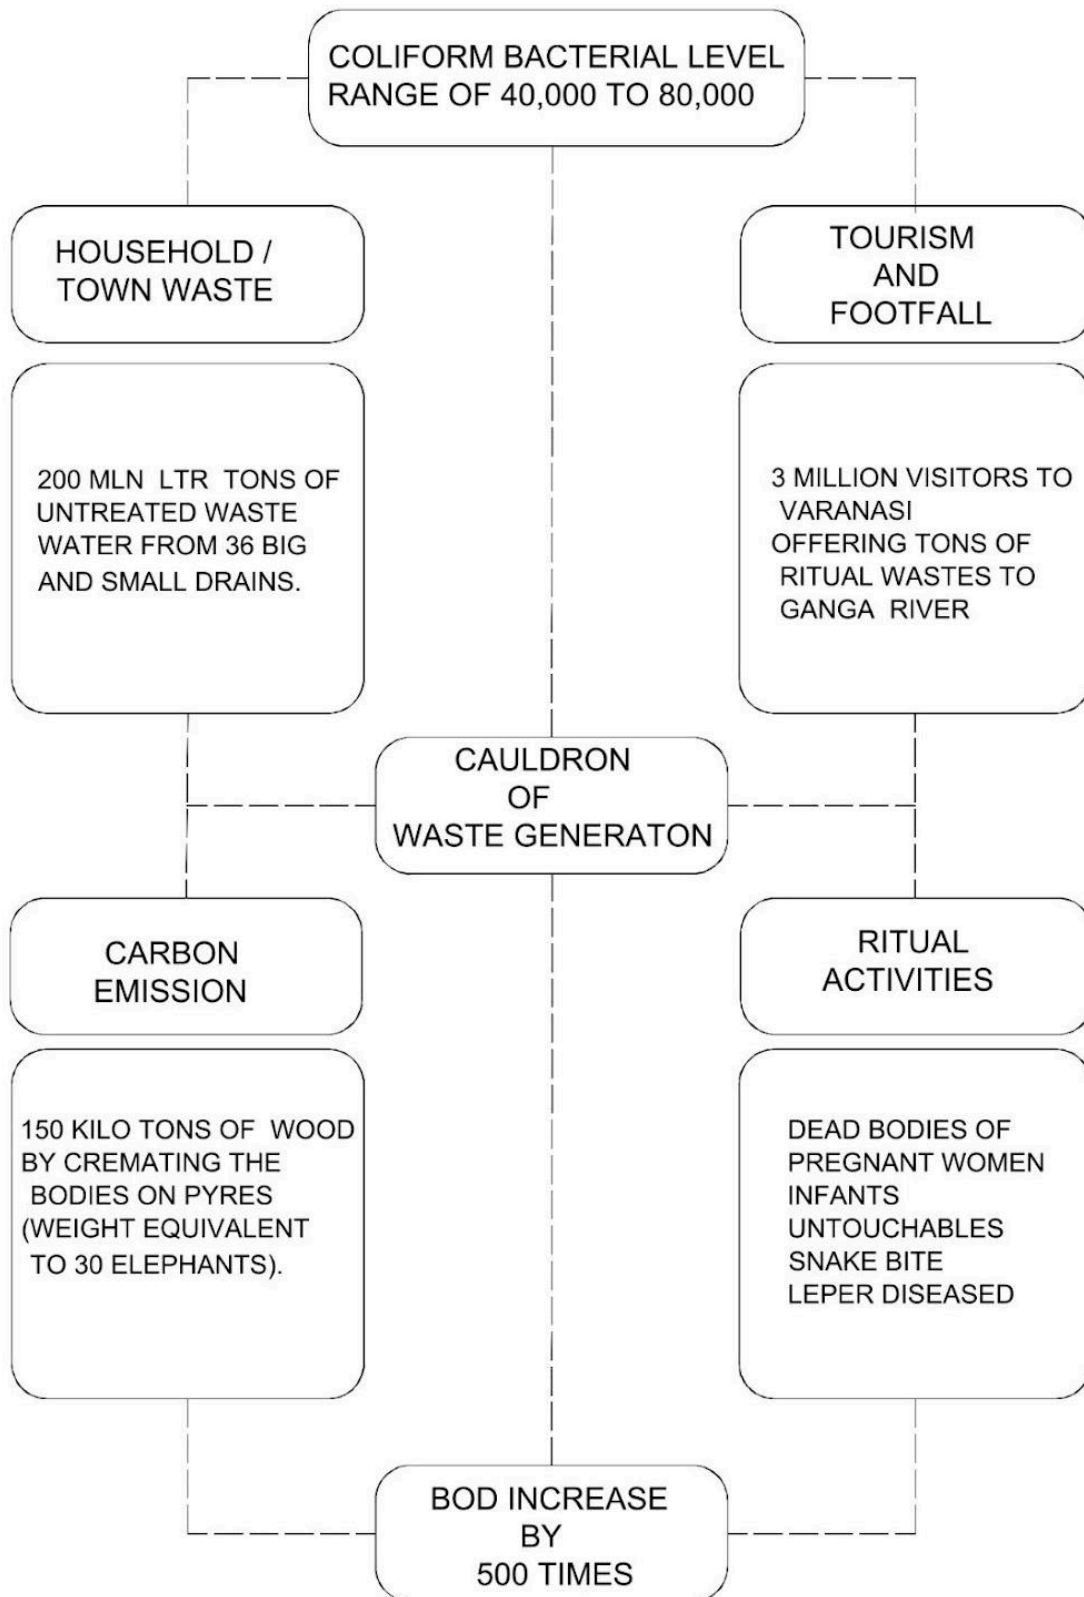 COLIFORM BACTERIAL LEVEL
RANGE OF 40,000 TO 80,000
HOUSEHOLD /
TOWN WASTE
TOURISM
AND
FOOTFALL
200 MLN LTR TONS OF
UNTREATED WASTE
WATER FROM 36 BIG
AND SMALL DRAINS.
3 MILLION VISITORS TO
VARANASI
OFFERING TONS OF
RITUAL WASTES TO
GANGA RIVER
CAULDRON
OF
WASTE GENERATON
CARBON
EMISSION
RITUAL
ACTIVITIES
150 KILO TONS OF WOOD
BY CREMATING THE
BODIES ON PYRES
(WEIGHT EQUIVALENT
TO 30 ELEPHANTS).
DEAD BODIES OF
PREGNANT WOMEN
INFANTS
UNTOUCHABLES
SNAKE BITE
LEPER DISEASED
BOD INCREASE
BY
500 TIMES